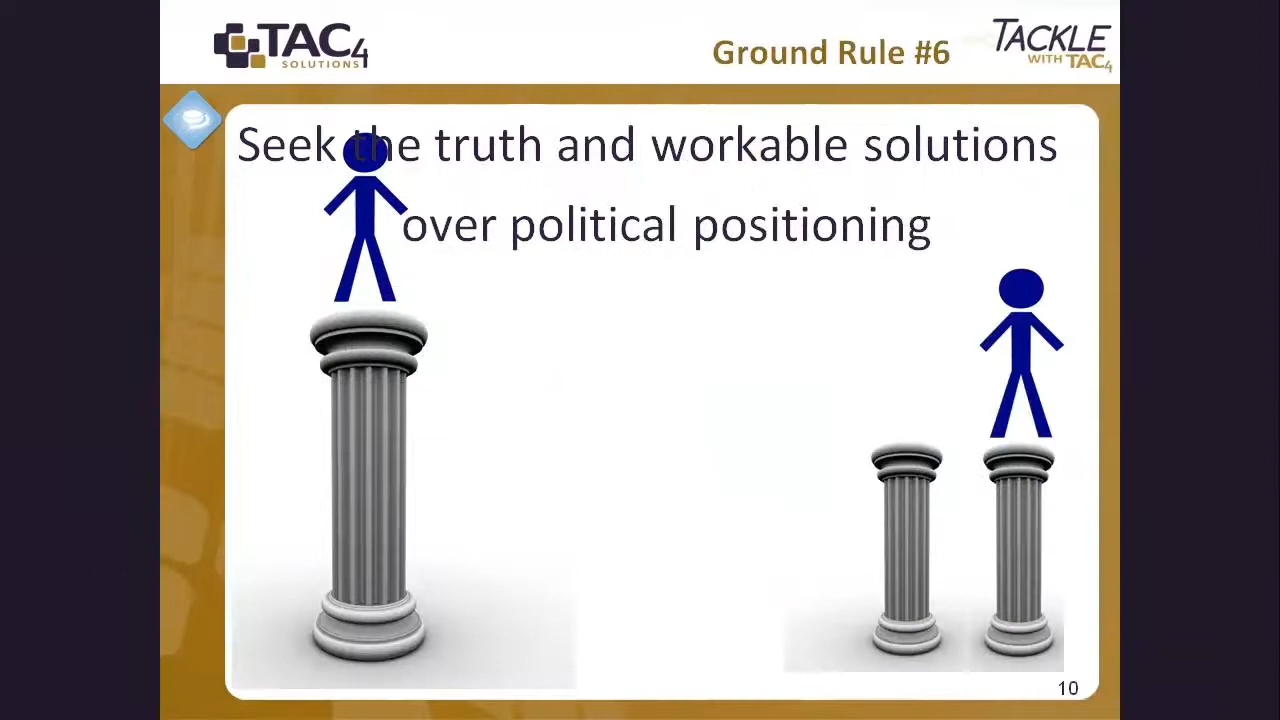 TAC4
SOLUTIONS
Ground Rule #6
TACKLE
WITH TAC4
Seek the truth and workable solutions
over political positioning
10